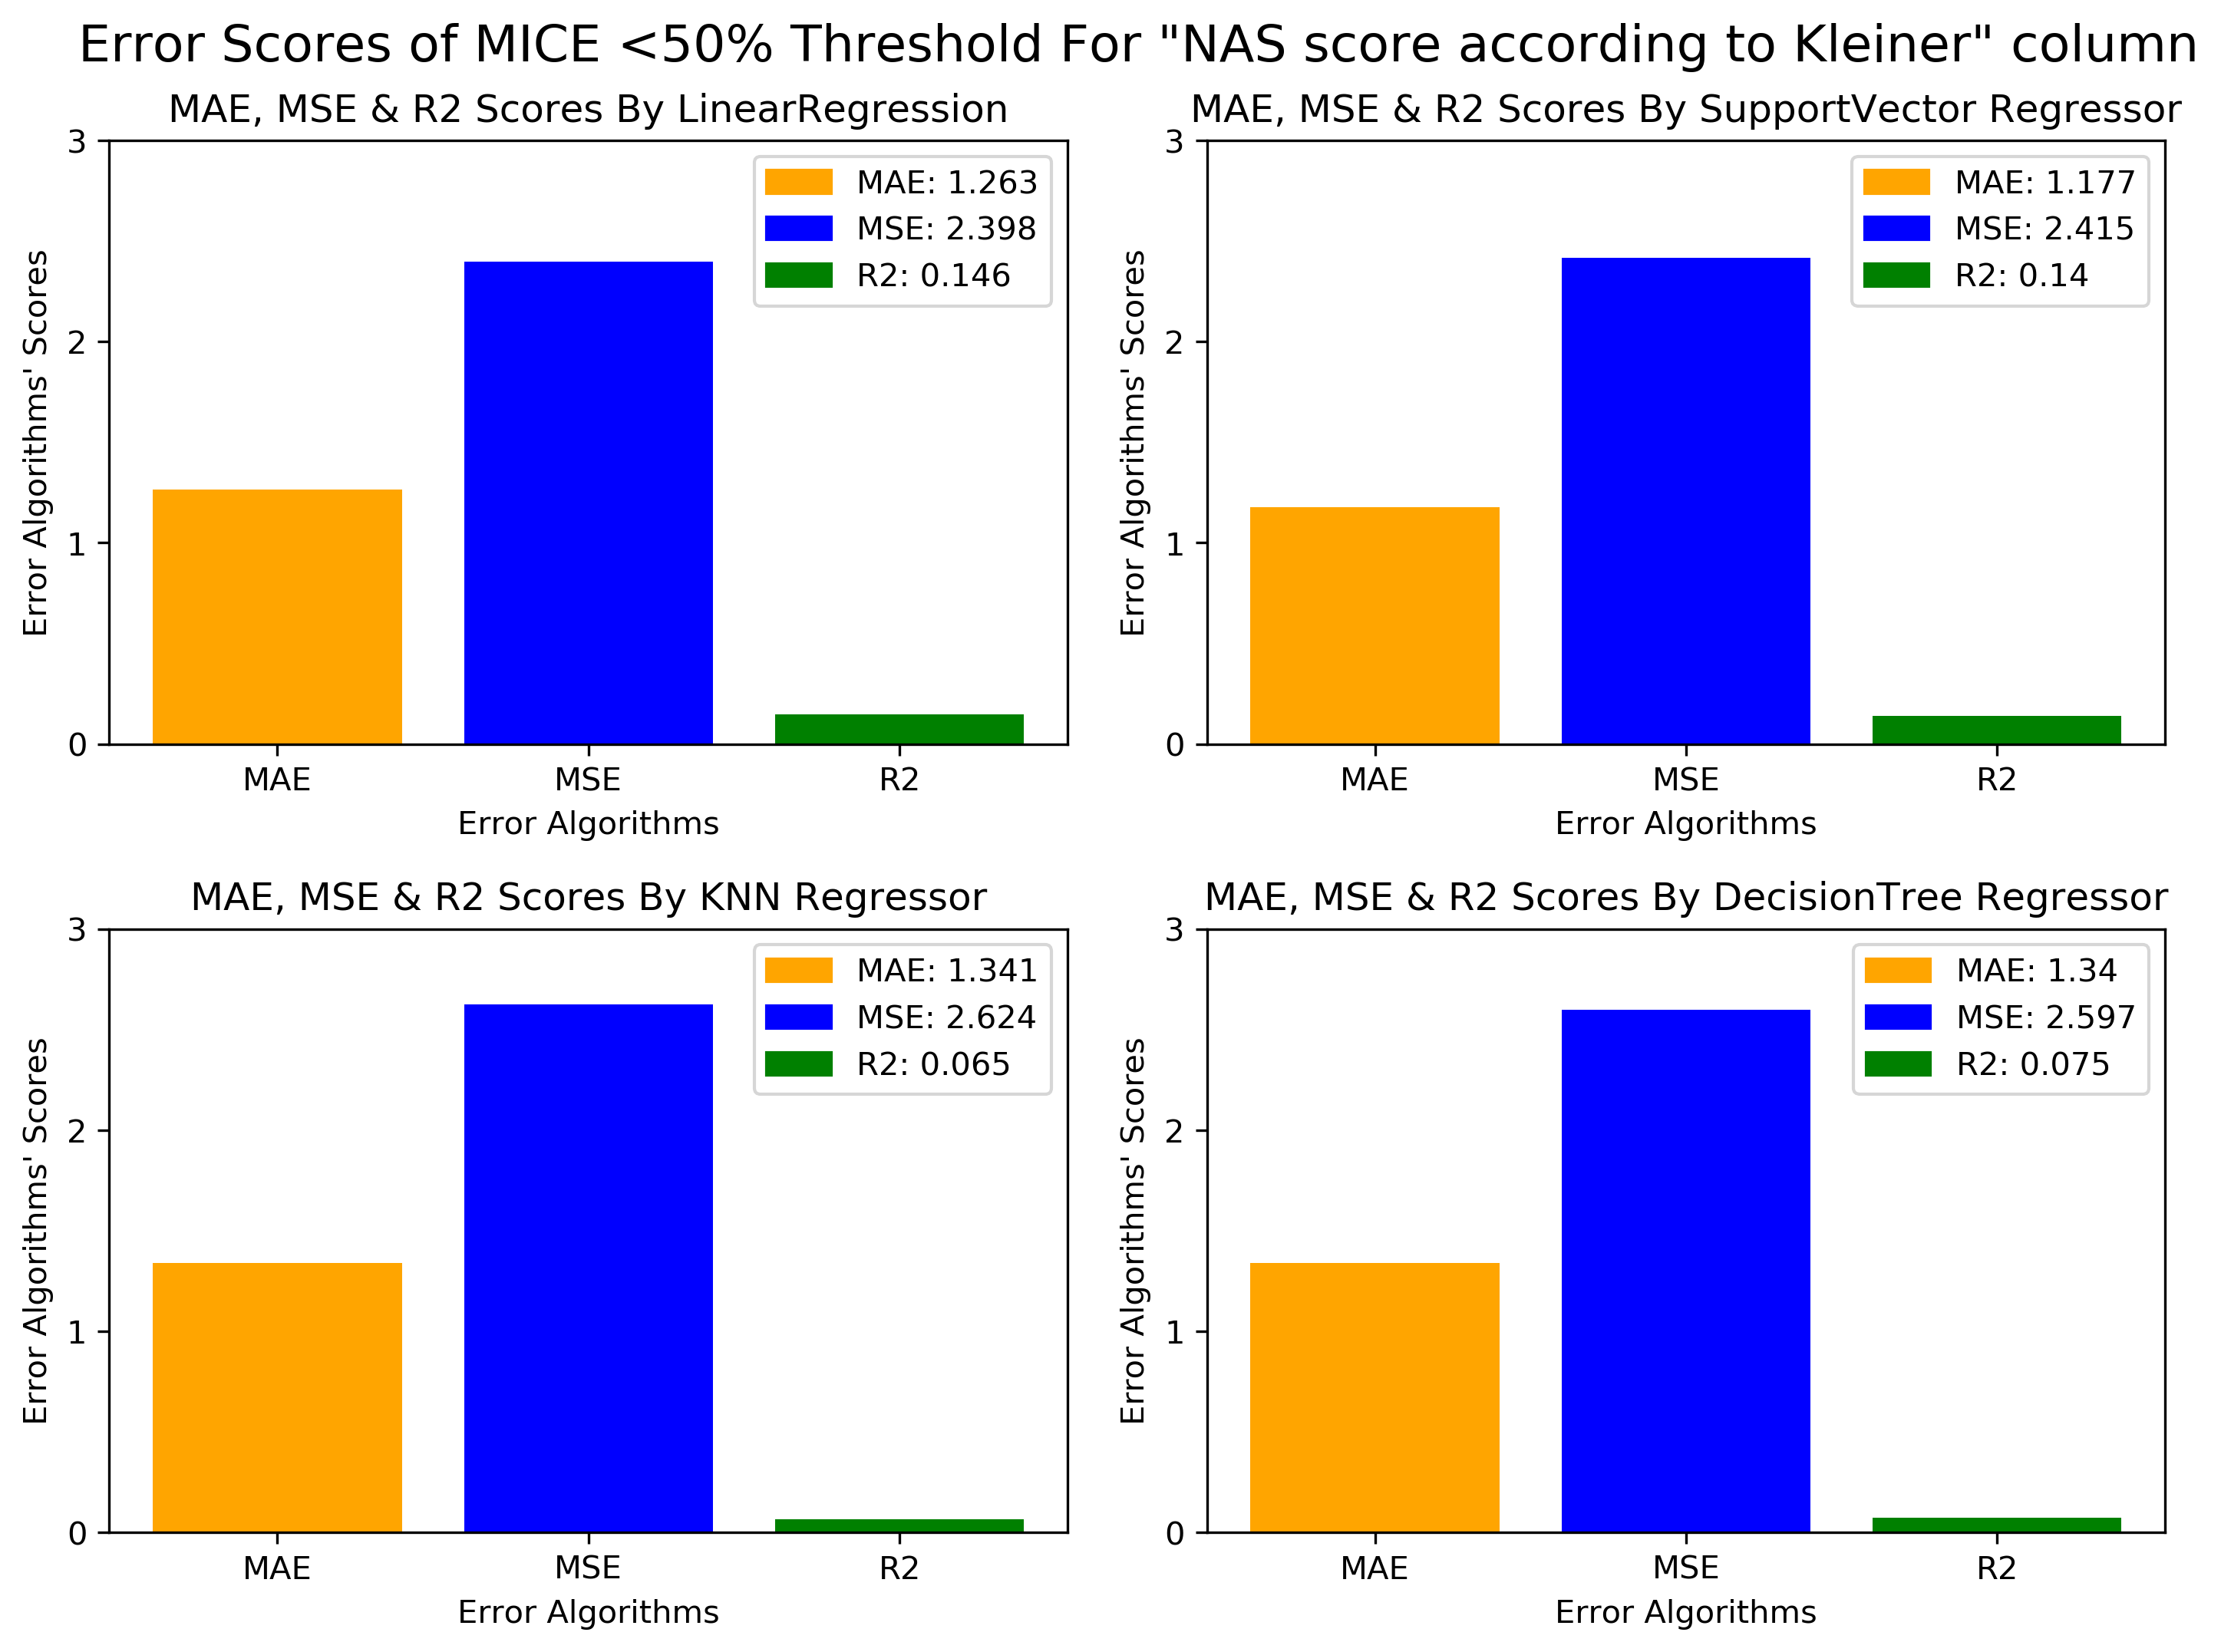 Error Scores of MICE <50% Threshold For "NAS score according to Kleiner" column
MAE, MSE & R2 Scores By LinearRegression
Error Algorithms' Scores
3
2
1
0
MAE: 1.263
MSE: 2.398
R2: 0.146
MAE MSE R2
Error Algorithms
MAE, MSE & R2 Scores By SupportVector Regressor
Error Algorithms' Scores
3
2
1
0
MAE: 1.177
MSE: 2.415
R2: 0.14
MAE MSE R2
Error Algorithms
MAE, MSE & R2 Scores By KNN Regressor
Error Algorithms' Scores
3
2
1
0
MAE: 1.341
MSE: 2.624
R2: 0.065
MAE MSE R2
Error Algorithms
MAE, MSE & R2 Scores By DecisionTree Regressor
Error Algorithms' Scores
3
2
1
0
MAE: 1.34
MSE: 2.597
R2: 0.075
MAE MSE R2
Error Algorithms